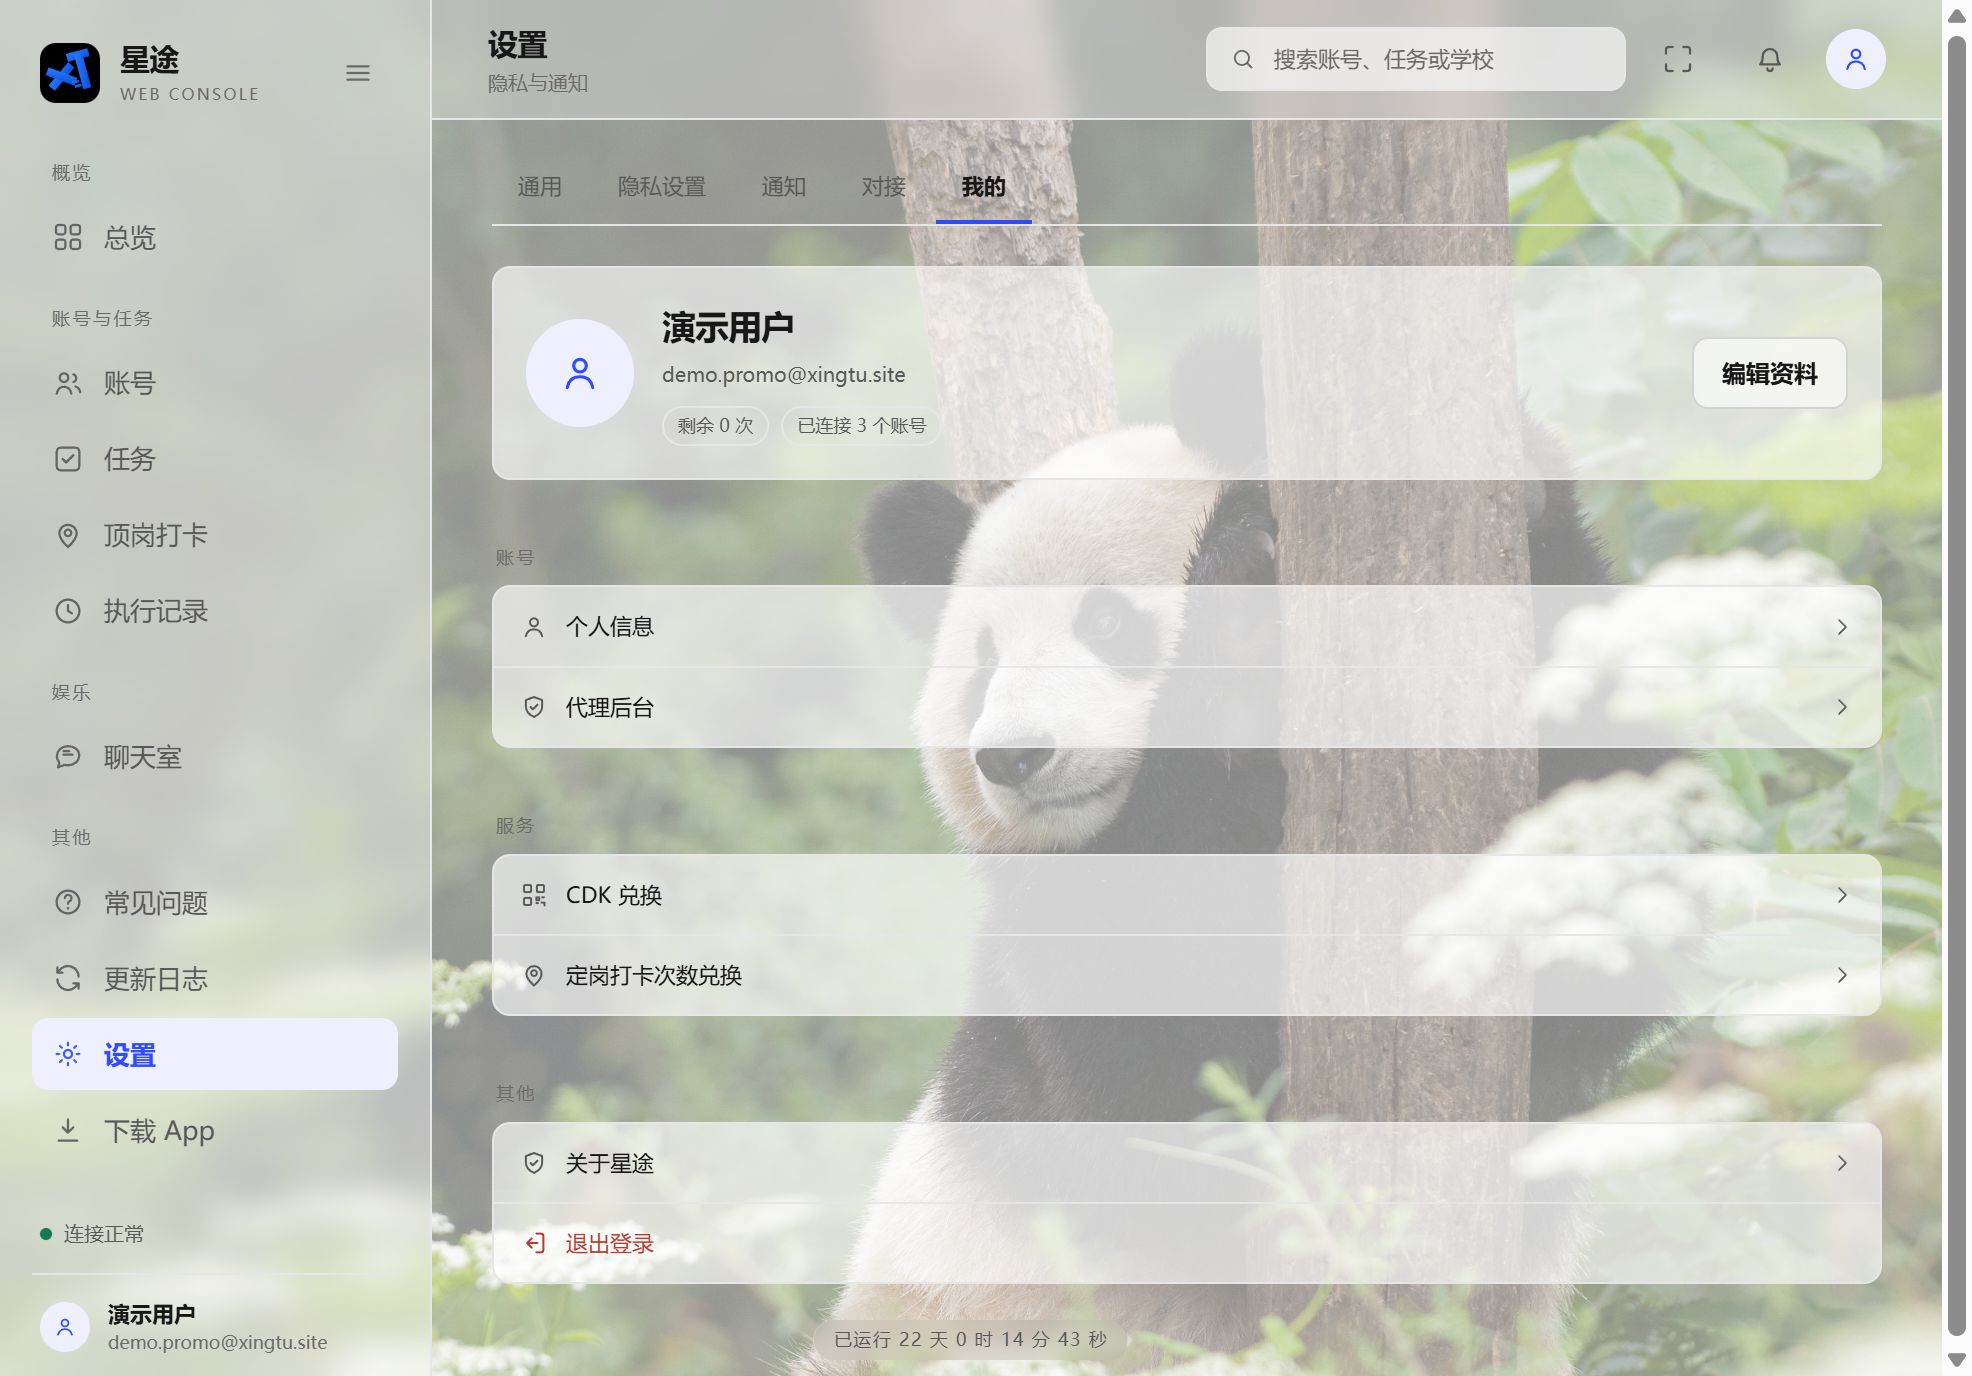 星途
WEB CONSOLE
概览
总览
账号与任务
账号
任务
顶岗打卡
执行记录
娱乐
聊天室
其他
常见问题
更新日志
设置
下载 App
连接正常
演示用户
demo.promo@xingtu.site
设置
隐私与通知
搜索账号、任务或学校
通用 隐私设置 通知 对接 我的
演示用户
demo.promo@xingtu.site
剩余 0 次 已连接 3 个账号
编辑资料
账号
个人信息
代理后台
服务
CDK 兑换
定岗打卡次数兑换
其他
关于星途
退出登录
已运行 22 天 0 时 14 分 43 秒